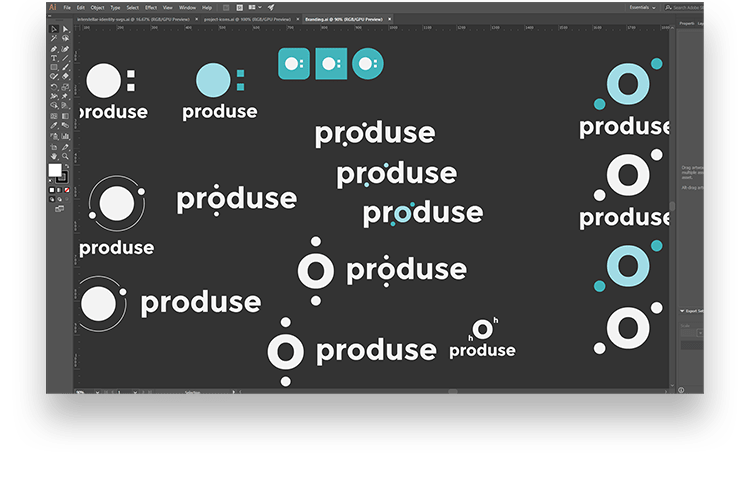 Ai File Edit Object Type Select Effect View Window Help Essentials
project icons.ai @ 100% (RGB/GPU Preview) × Branding.ai @ 90% (RGB/GPU Preview) ×
produse
produse
produse
produse
produse
produse
produse
produse
produse
produse
produse
h
h
produse
produse
produse
Selection